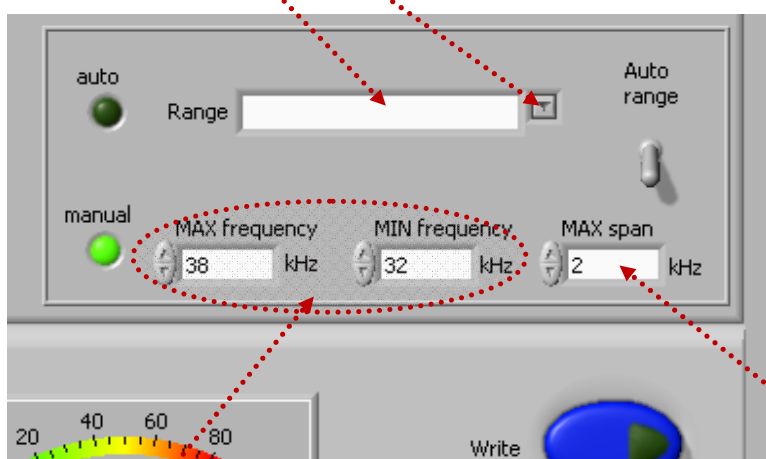 auto
Auto
range
Range
manual
MAX frequency
MIN frequency
MAX span
38
kHz
32
kHz
2
kHz
20
40
60
80
Write